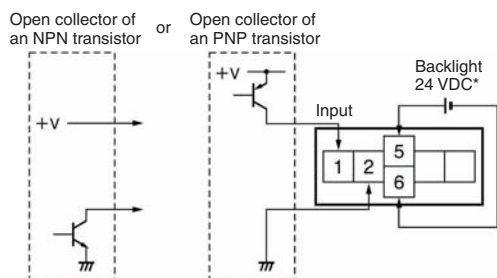 Open collector of
an NPN transistor
or
Open collector of
an PNP transistor
+V
+V
Input
Backlight
24 VDC*
1
2
5
6